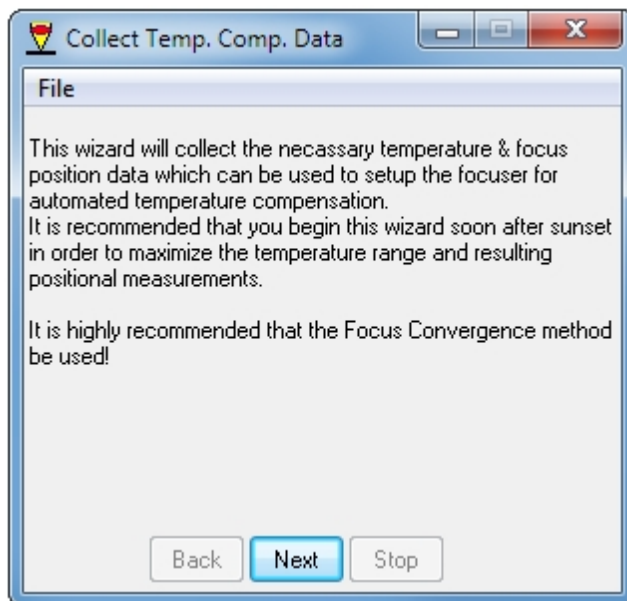 Collect Temp. Comp. Data
File
This wizard will collect the necassary temperature & focus
position data which can be used to setup the focuser for
automated temperature compensation.
It is recommended that you begin this wizard soon after sunset
in order to maximize the temperature range and resulting
positional measurements.
It is highly recommended that the Focus Convergence method
be used!
Back Next Stop